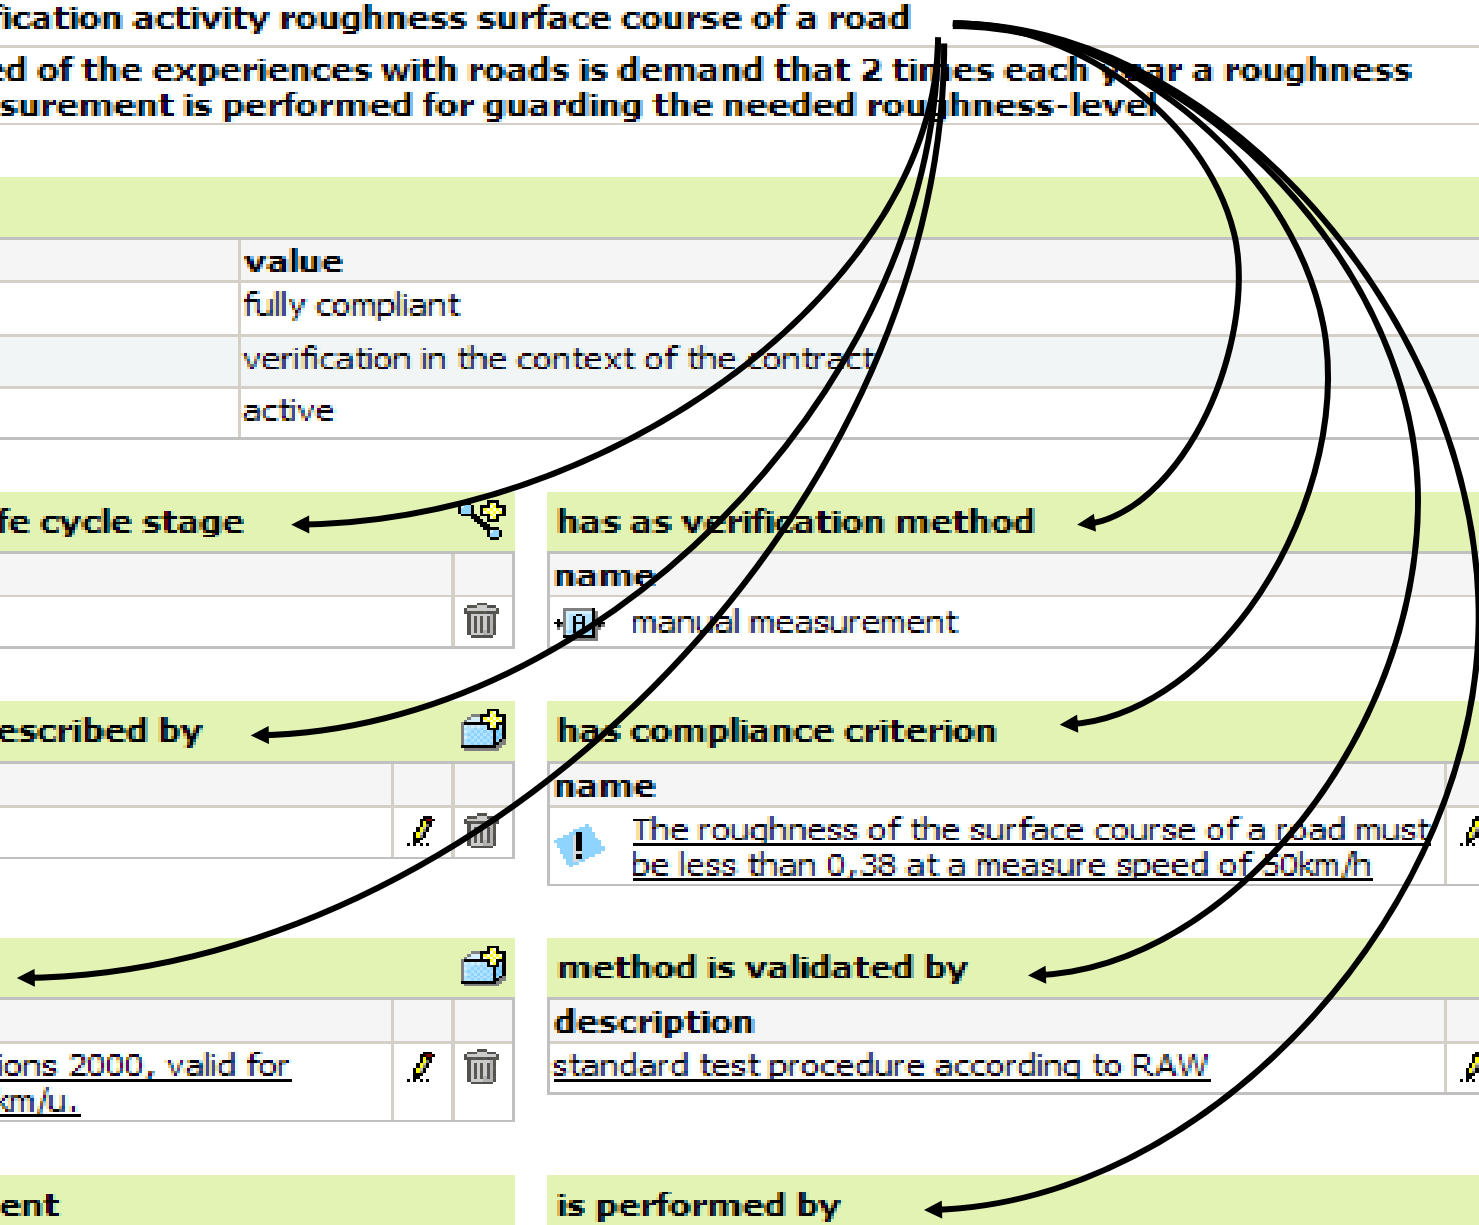 fication activity roughness surface course of a road
ed of the experiences with roads is demand that 2 times each year a roughness
surement is performed for guarding the needed roughness-level
value
fully compliant
verification in the context of the contract
active
fe cycle stage
has as verification method
name
manual measurement
escribed by
has compliance criterion
name
The roughness of the surface course of a road must
be less than 0,38 at a measure speed of 50km/h
method is validated by
description
ions 2000, valid for
km/u.
standard test procedure according to RAW
ent
is performed by